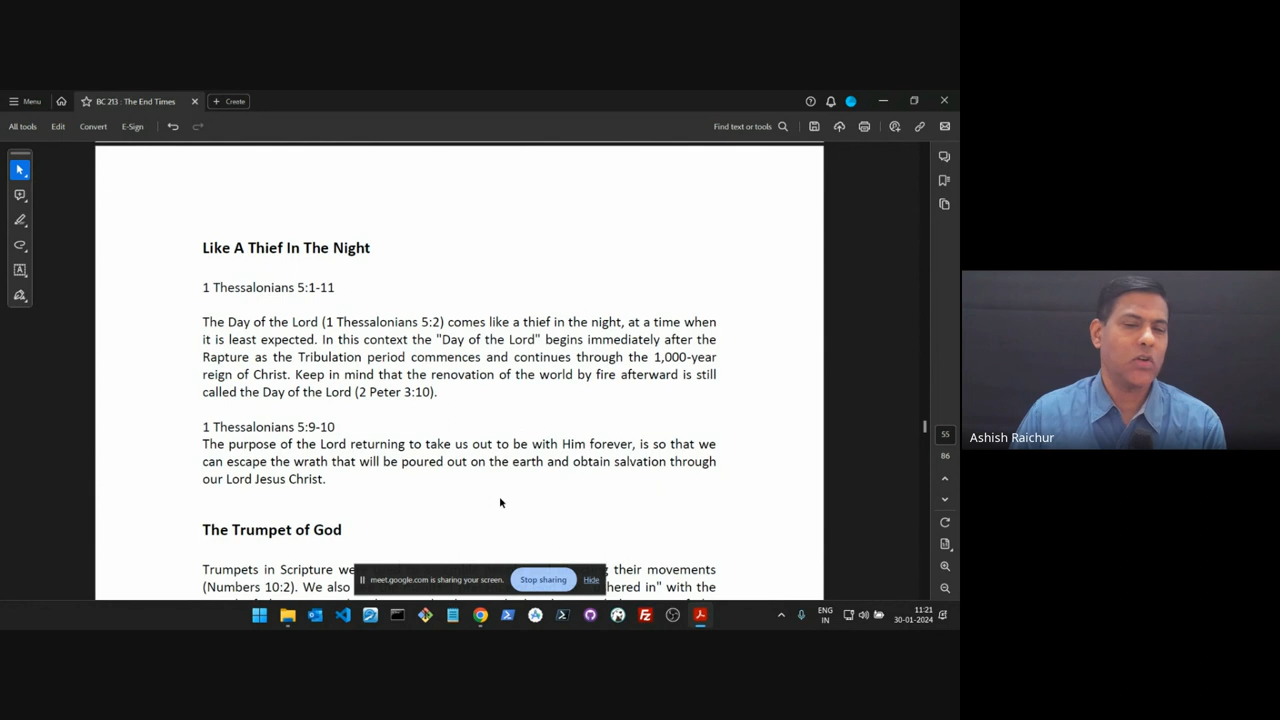 Menu
BC 213 : The End Times
Create
All tools
Edit
Convert
E-Sign
Find text or tools
Like A Thief In The Night
1 Thessalonians 5:1-11
The Day of the Lord (1 Thessalonians 5:2) comes like a thief in the night, at a time when
it is least expected. In this context the "Day of the Lord" begins immediately after the
Rapture as the Tribulation period commences and continues through the 1,000-year
reign of Christ. Keep in mind that the renovation of the world by fire afterward is still
called the Day of the Lord (2 Peter 3:10).
1 Thessalonians 5:9-10
The purpose of the Lord returning to take us out to be with Him forever, is so that we
can escape the wrath that will be poured out on the earth and obtain salvation through
our Lord Jesus Christ.
The Trumpet of God
Trumpets in Scripture we their movements
(Numbers 10:2). We also hered in" with the
meet.google.com is sharing your screen.
Stop sharing
Hide
55
86
Ashish Raichur
ENG
IN
11:21
30-01-2024